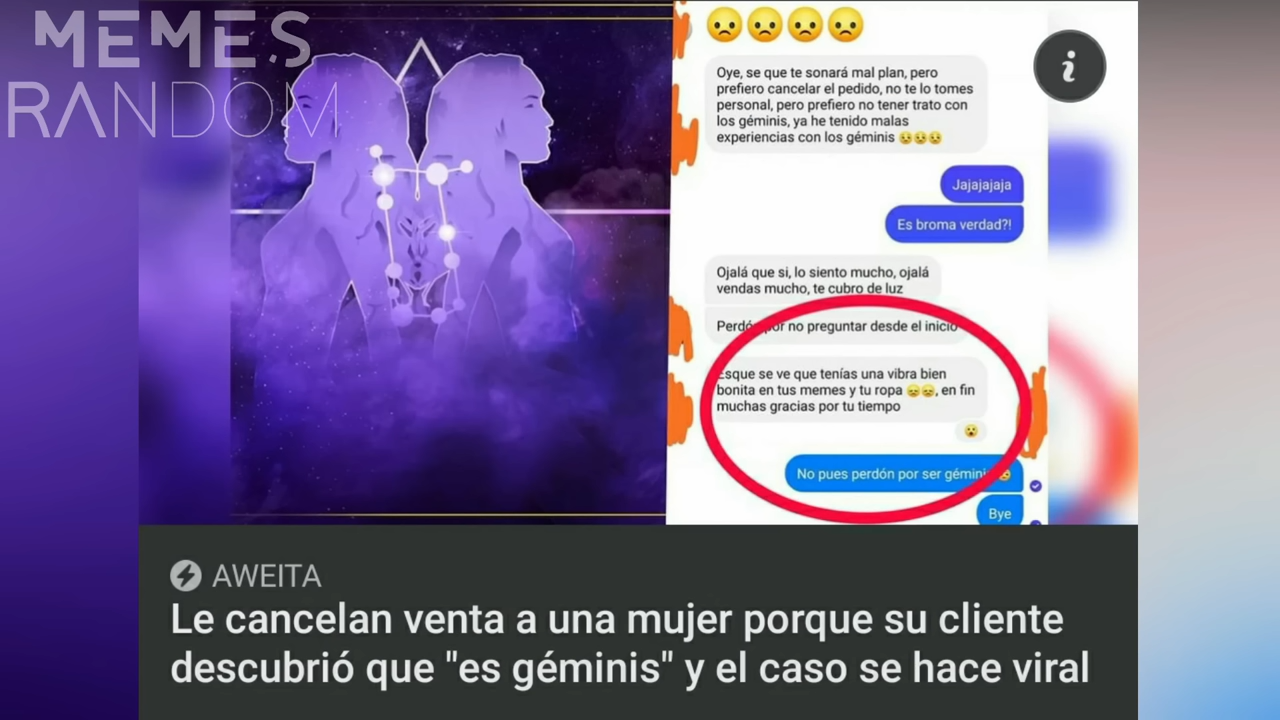 MEMES
RANDOM
Oye, se que te sonará mal plan, pero
prefiero cancelar el pedido, no te lo tomes
personal, pero prefiero no tener trato con
los géminis, ya he tenido malas
experiencias con los géminis 😣😣😣
Jajajajaja
Es broma verdad?!
Ojalá que si, lo siento mucho, ojalá
vendas mucho, te cubro de luz
Perdón por no preguntar desde el inicio
Esque se ve que tenías una vibra bien
bonita en tus memes y tu ropa 😞😞, en fin
muchas gracias por tu tiempo
No pues perdón por ser géminis
Bye
i
AWEITA
Le cancelan venta a una mujer porque su cliente
descubrió que "es géminis" y el caso se hace viral